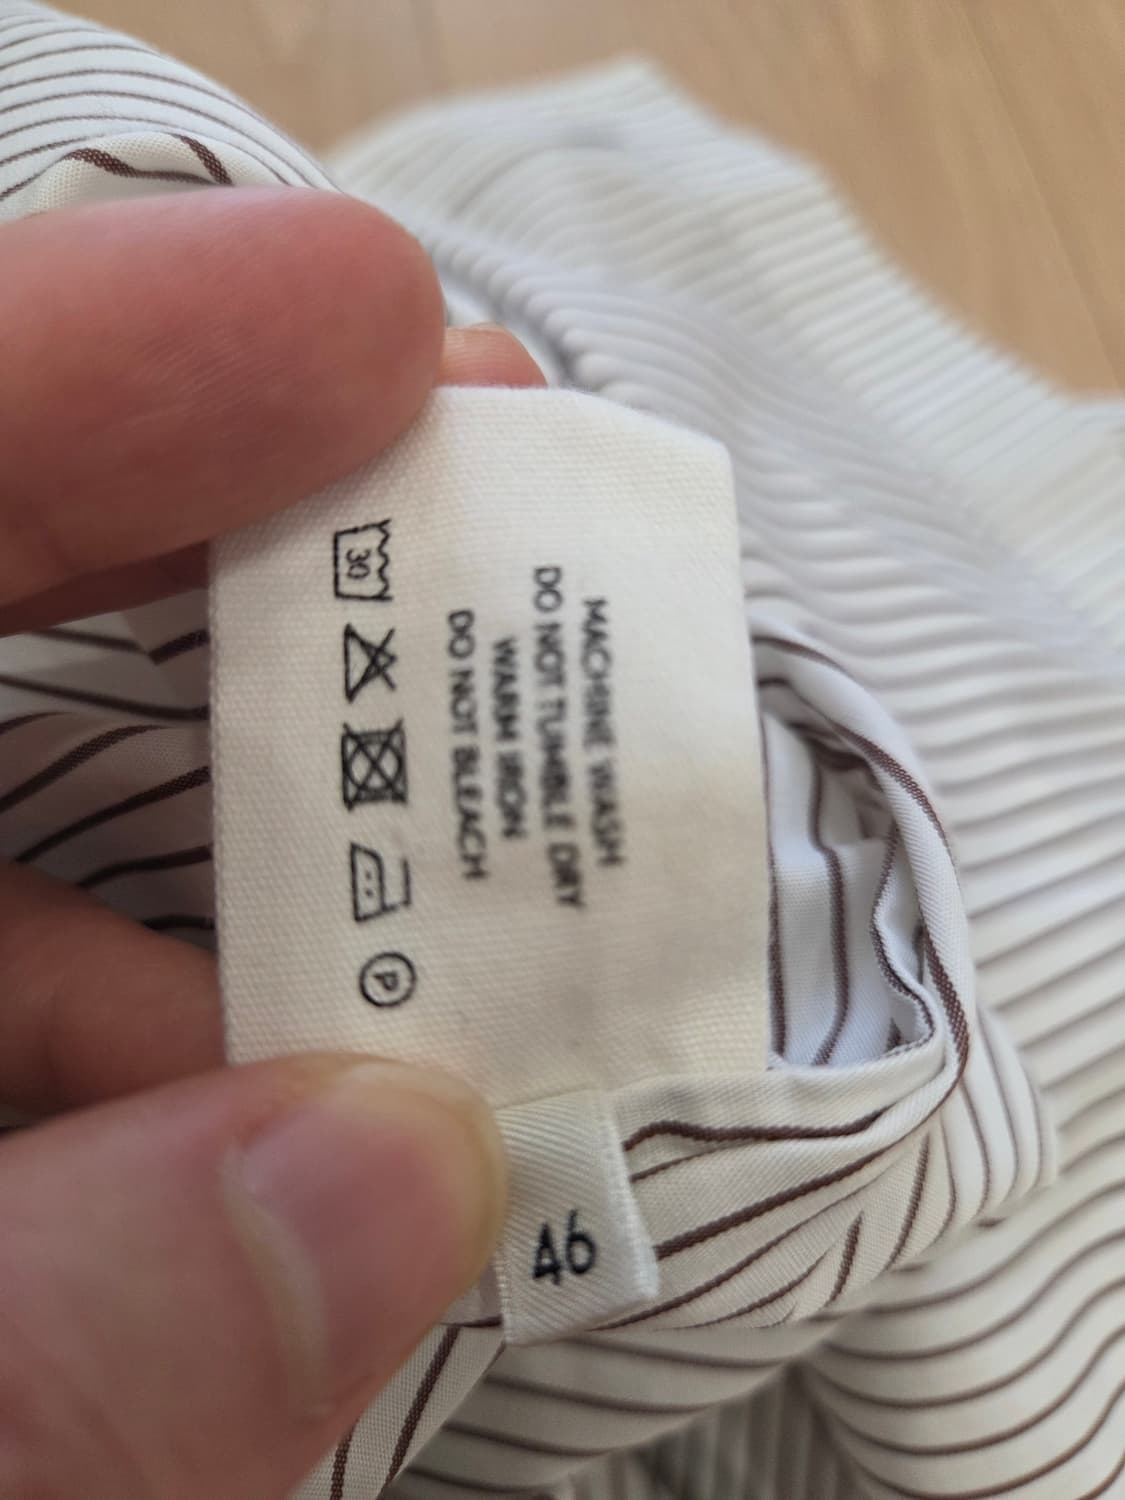 MACHINE WASH
DO NOT TUMBLE DRY
WARM IRON
DO NOT BLEACH
30
P
46